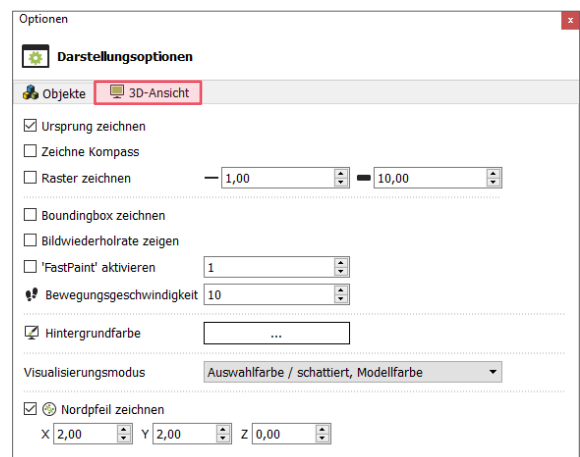 Optionen
x
Darstellungsoptionen
Objekte 3D-Ansicht
Ursprung zeichnen
Zeichne Kompass
Raster zeichnen 1,00 10,00
Boundingbox zeichnen
Bildwiederholrate zeigen
'FastPaint' aktivieren 1
Bewegungsgeschwindigkeit 10
Hintergrundfarbe ...
Visualisierungsmodus Auswahlfarbe / schattiert, Modellfarbe
Nordpfeil zeichnen
X 2,00 Y 2,00 Z 0,00